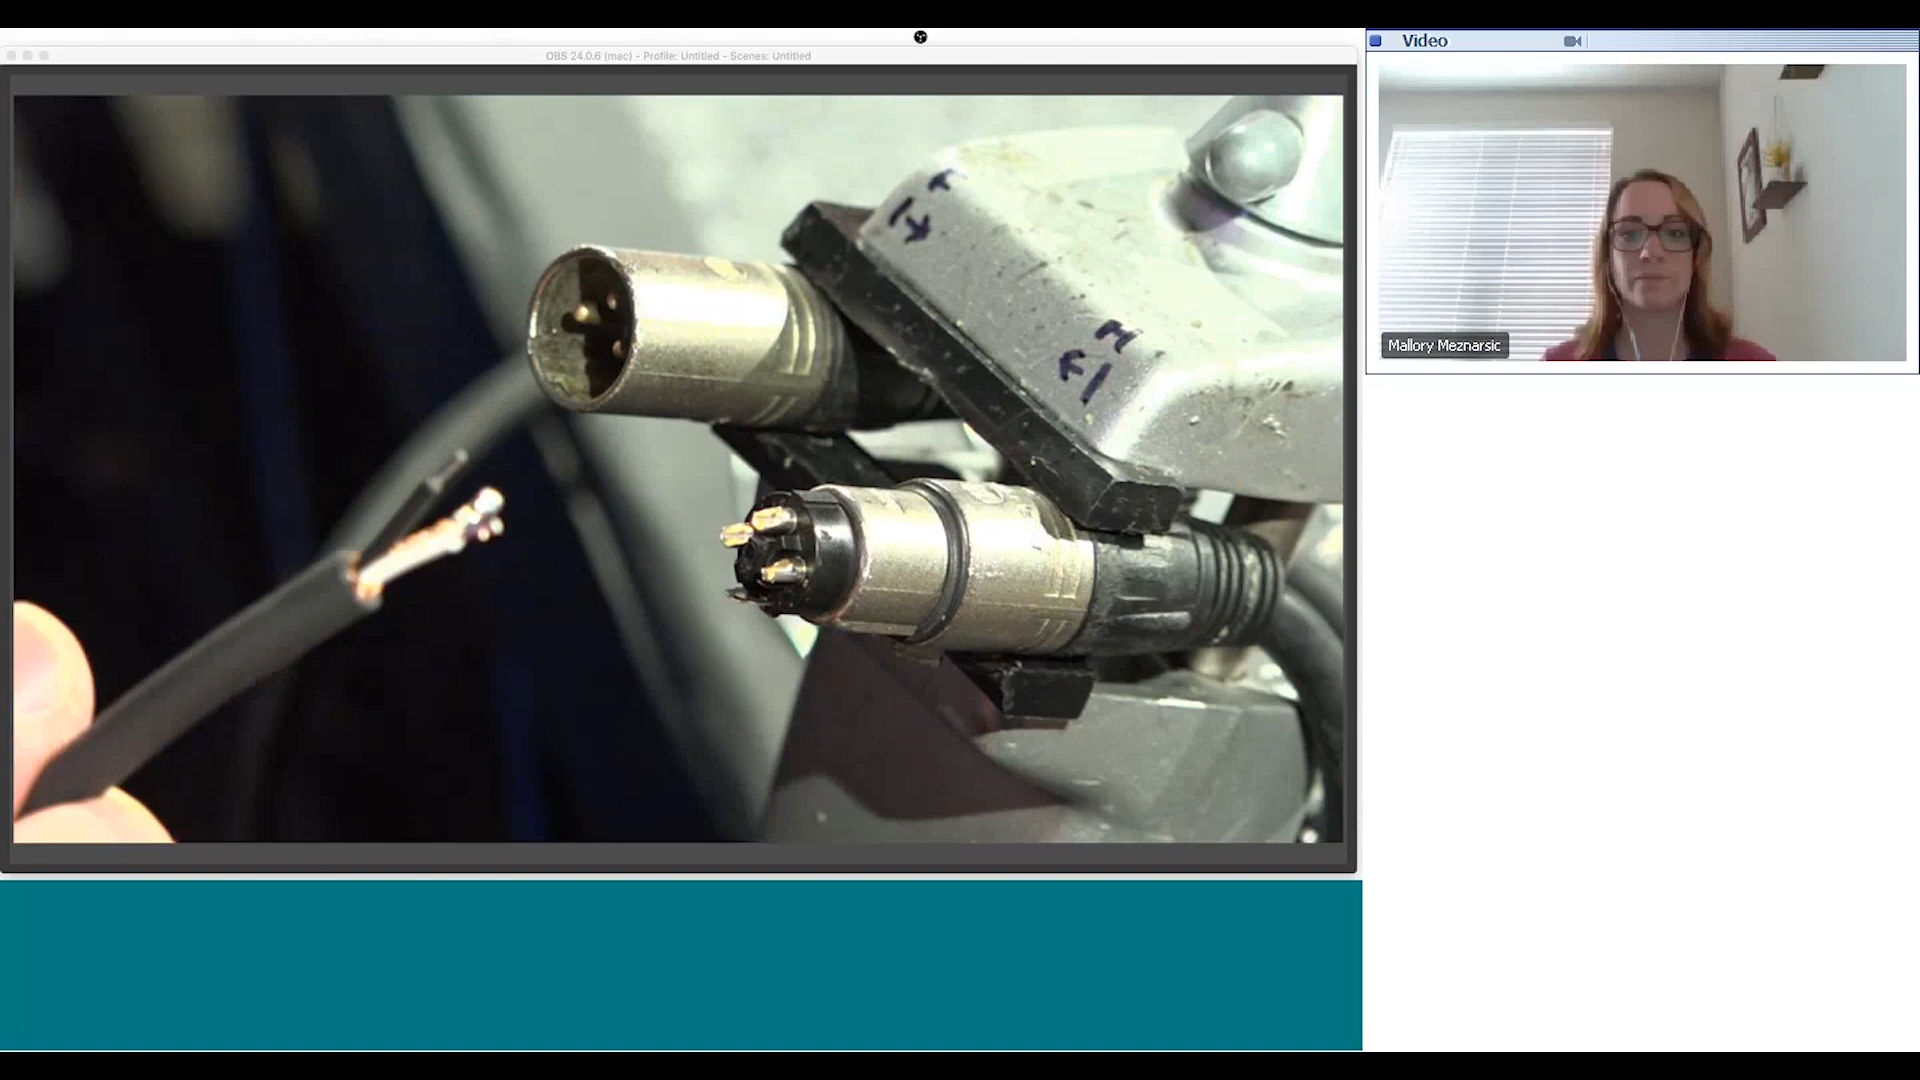 OBS 24.0.6 (mac) - Profile: Untitled - Scenes: Untitled
Video
Mallory Meznarsic